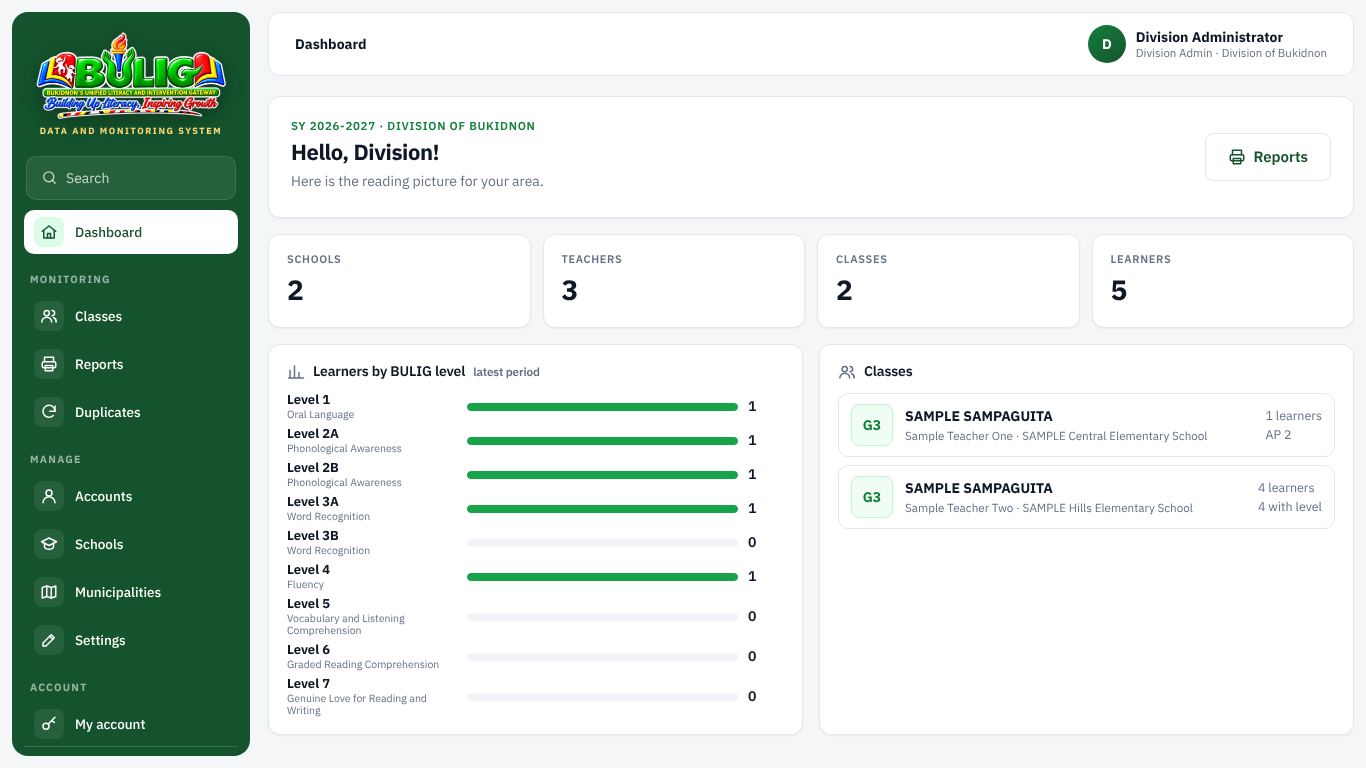 BULIG
BUKIDNON'S UNIFIED LITERACY AND INTERVENTION GATEWAY
Building Up Literacy, Inspiring Growth
DATA AND MONITORING SYSTEM
Search
Dashboard
MONITORING
Classes
Reports
Duplicates
MANAGE
Accounts
Schools
Municipalities
Settings
ACCOUNT
My account
Dashboard
D
Division Administrator
Division Admin · Division of Bukidnon
SY 2026-2027 · DIVISION OF BUKIDNON
Hello, Division!
Here is the reading picture for your area.
Reports
SCHOOLS
2
TEACHERS
3
CLASSES
2
LEARNERS
5
Learners by BULIG level latest period
Level 1
Oral Language
1
Level 2A
Phonological Awareness
1
Level 2B
Phonological Awareness
1
Level 3A
Word Recognition
1
Level 3B
Word Recognition
0
Level 4
Fluency
1
Level 5
Vocabulary and Listening
Comprehension
0
Level 6
Graded Reading Comprehension
0
Level 7
Genuine Love for Reading and
Writing
0
Classes
G3
SAMPLE SAMPAGUITA
Sample Teacher One · SAMPLE Central Elementary School
1 learners
AP 2
G3
SAMPLE SAMPAGUITA
Sample Teacher Two · SAMPLE Hills Elementary School
4 learners
4 with level